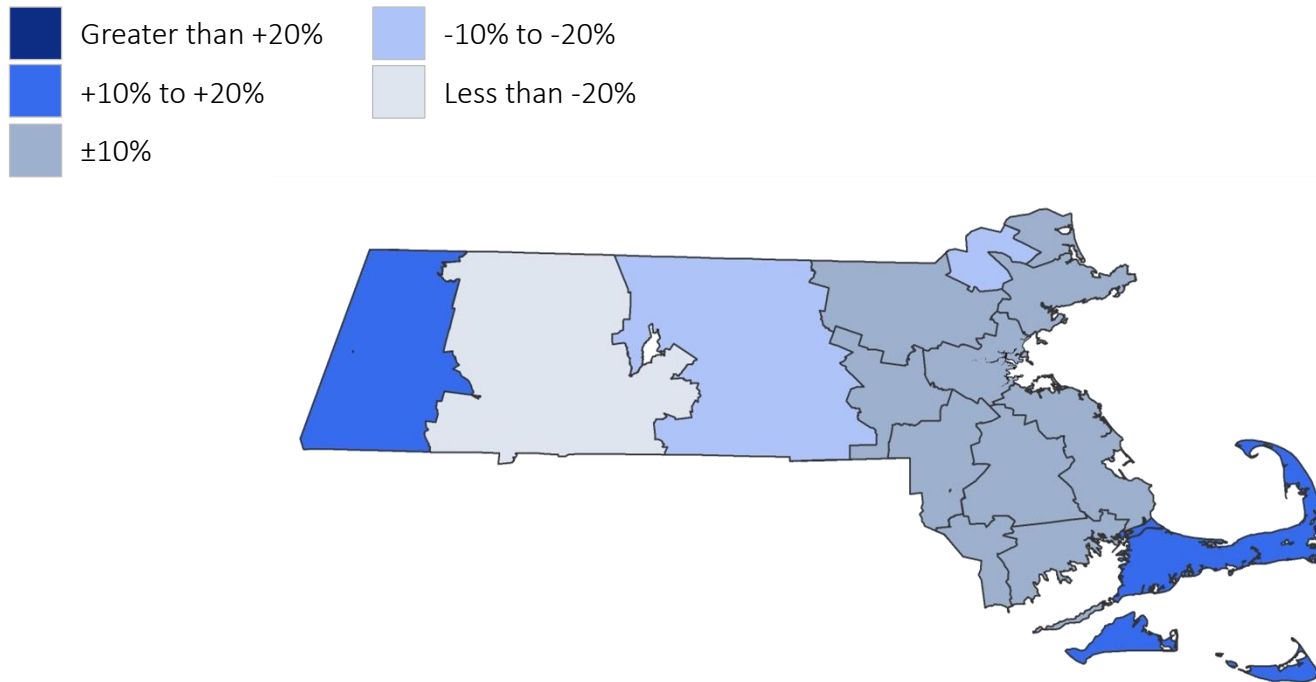 Greater than +20%
+10% to +20%
±10%
-10% to -20%
Less than -20%